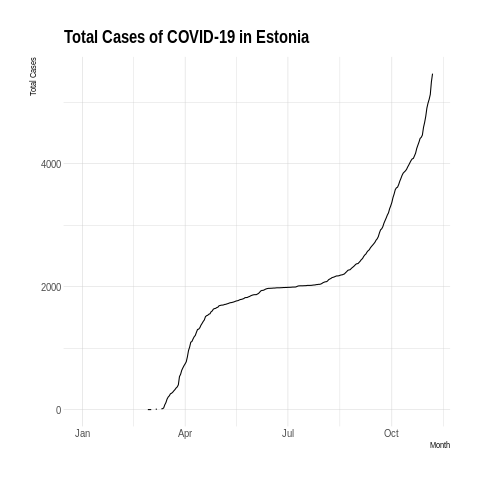 Total Cases of COVID-19 in Estonia
Total Cases
4000
2000
0
Jan Apr Jul Oct
Month